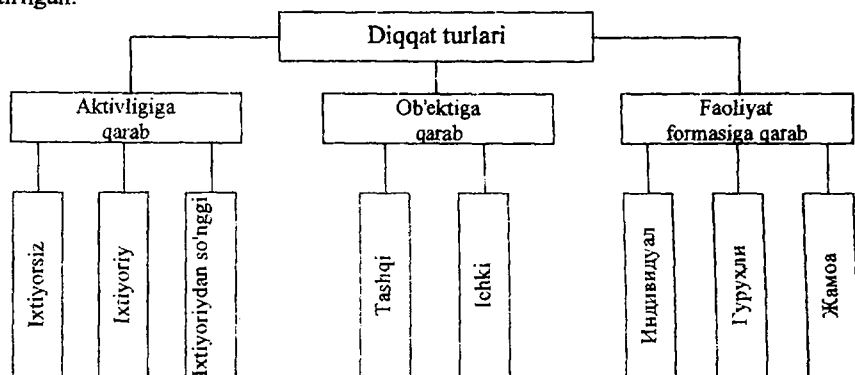 Diqqat turlari
Aktivligiga
qarab
Ob'ektiga
qarab
Faoliyat
formasiga qarab
Ixtiyorsiz
Ixtiyoriy
Ixtiyoriydan so'nggi
Tashqi
Ichki
Индивидуал
Гуруҳли
Жамоа